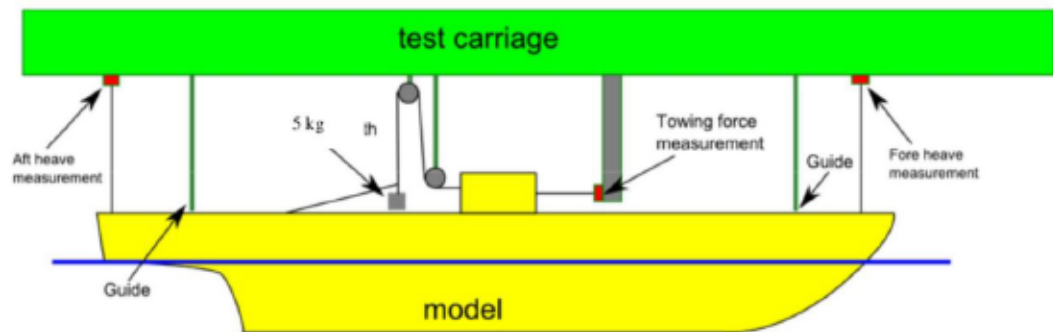 test carriage
5 kg
th
Aft heave
measurement
Towing force
measurement
Guide
Fore heave
measurement
Guide
model